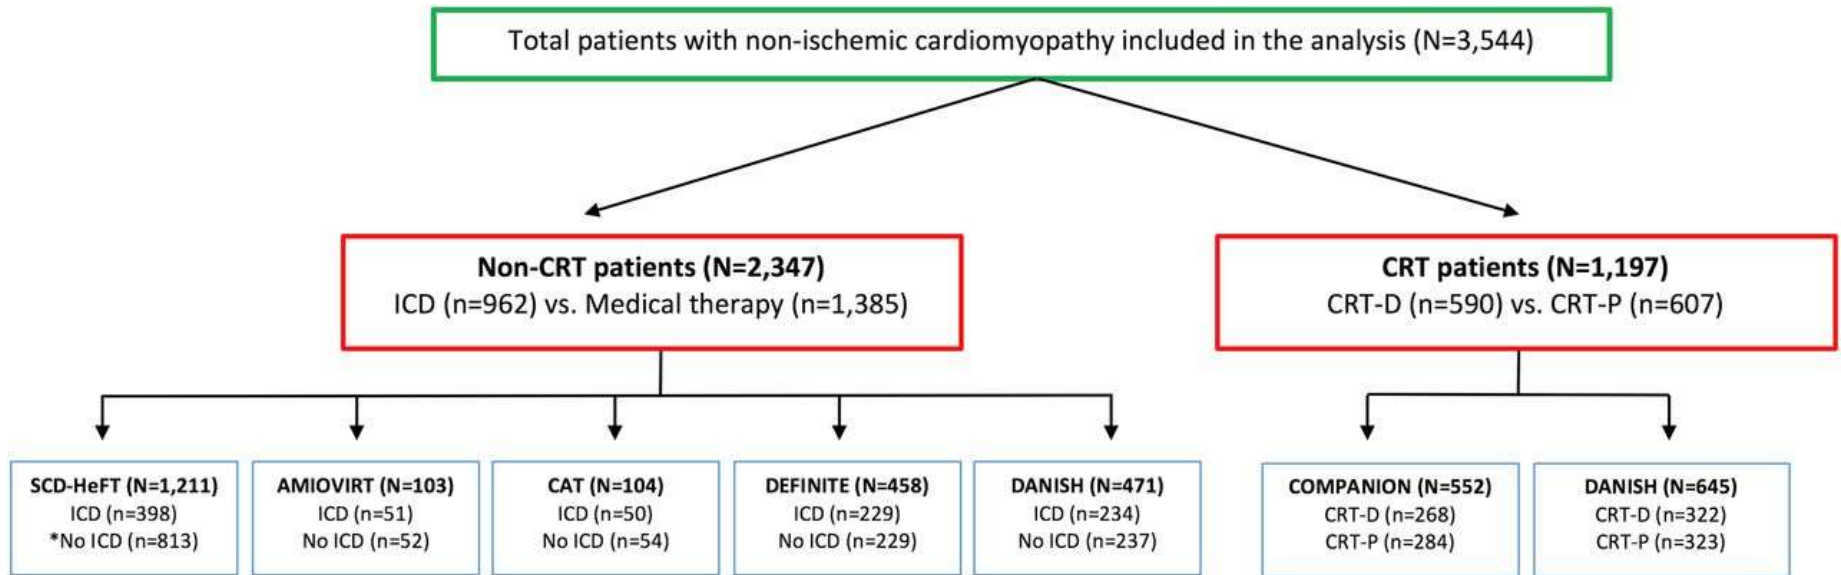 Total patients with non-ischemic cardiomyopathy included in the analysis (N=3,544)
Non-CRT patients (N=2,347)
ICD (n=962) vs. Medical therapy (n=1,385)
CRT patients (N=1,197)
CRT-D (n=590) vs. CRT-P (n=607)
SCD-HeFT (N=1,211)
ICD (n=398)
*No ICD (n=813)
AMIOVIRT (N=103)
ICD (n=51)
No ICD (n=52)
CAT (N=104)
ICD (n=50)
No ICD (n=54)
DEFINITE (N=458)
ICD (n=229)
No ICD (n=229)
DANISH (N=471)
ICD (n=234)
No ICD (n=237)
COMPANION (N=552)
CRT-D (n=268)
CRT-P (n=284)
DANISH (N=645)
CRT-D (n=322)
CRT-P (n=323)